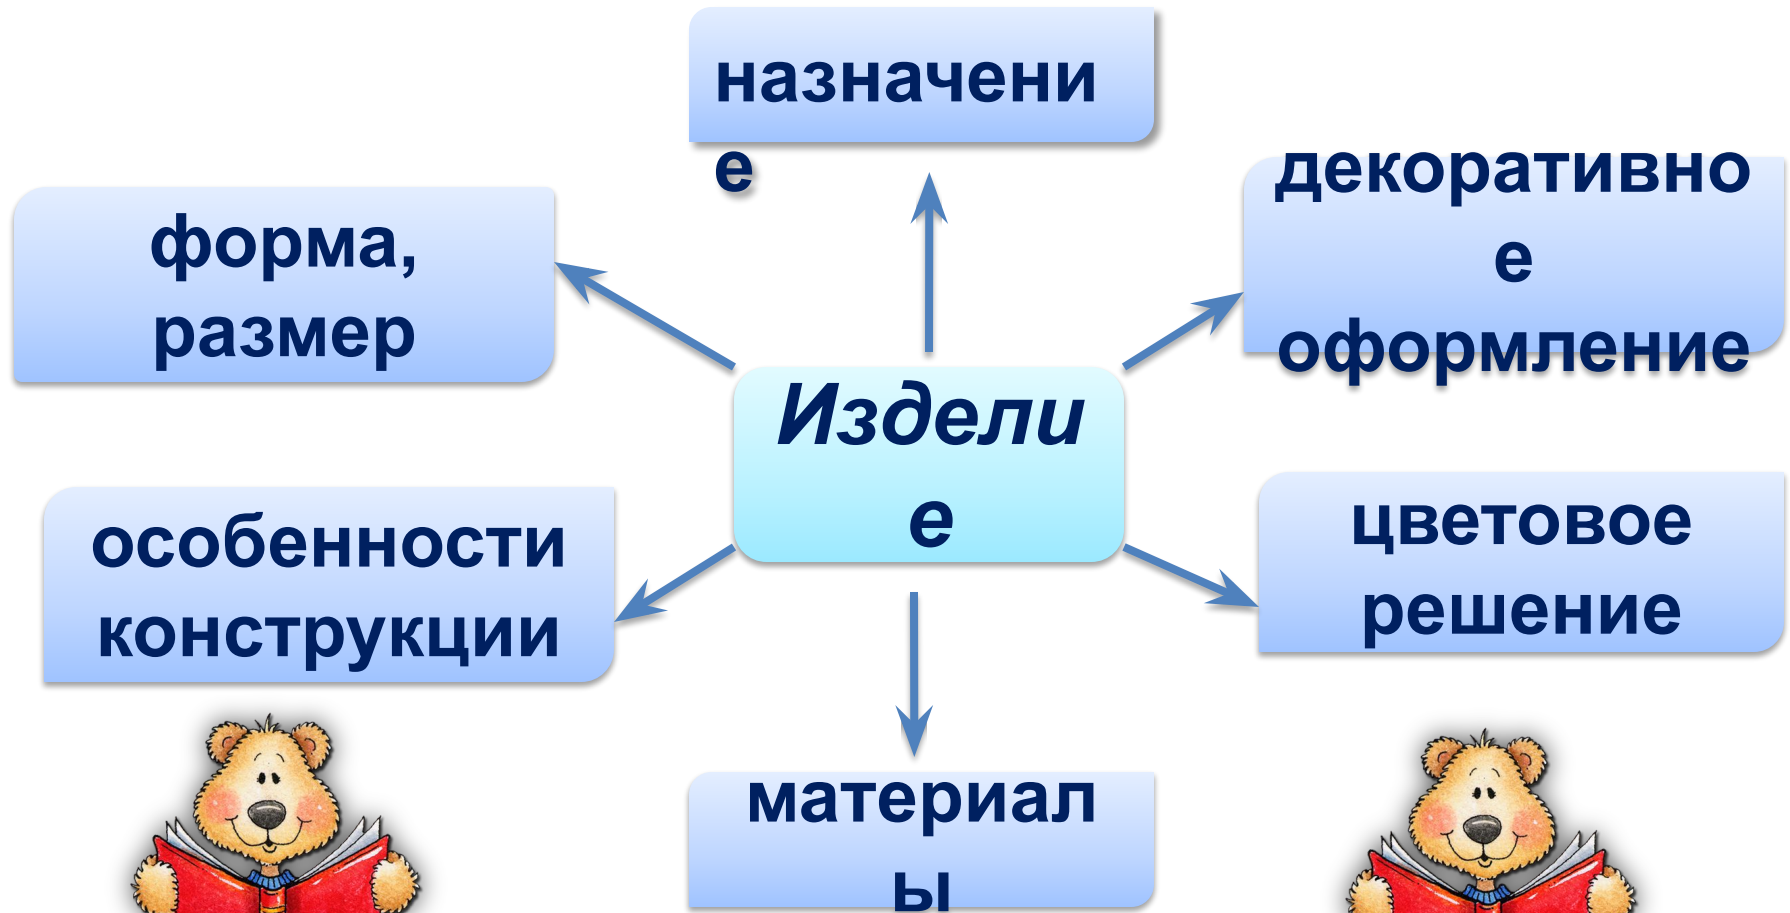 назначени
е
форма,
размер
декоративно
е
оформление
Издели
е
особенности
конструкции
цветовое
решение
материал
ы